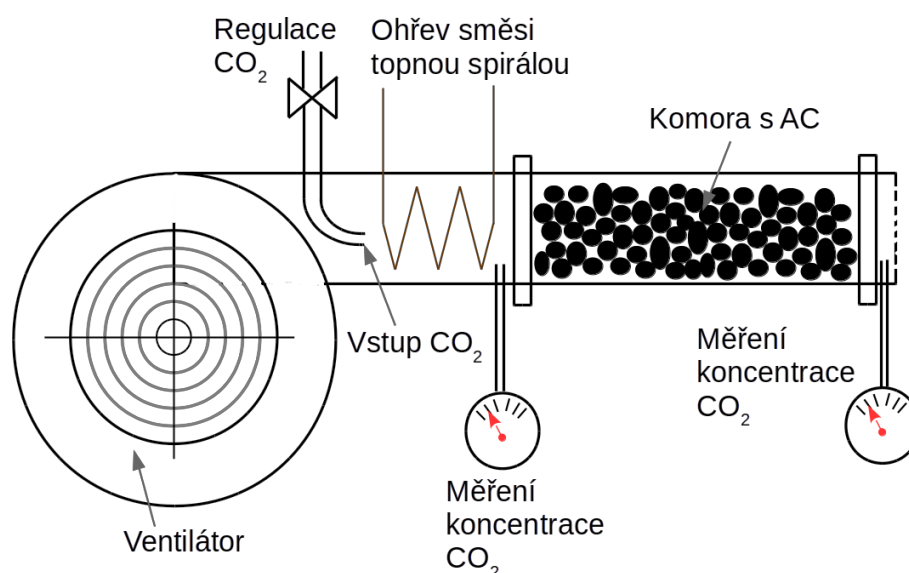 Regulace
CO2
Ohřev směsi
topnou spirálou
Komora s AC
Vstup CO2
Měření
koncentrace
CO2
Měření
koncentrace
CO2
Ventilátor